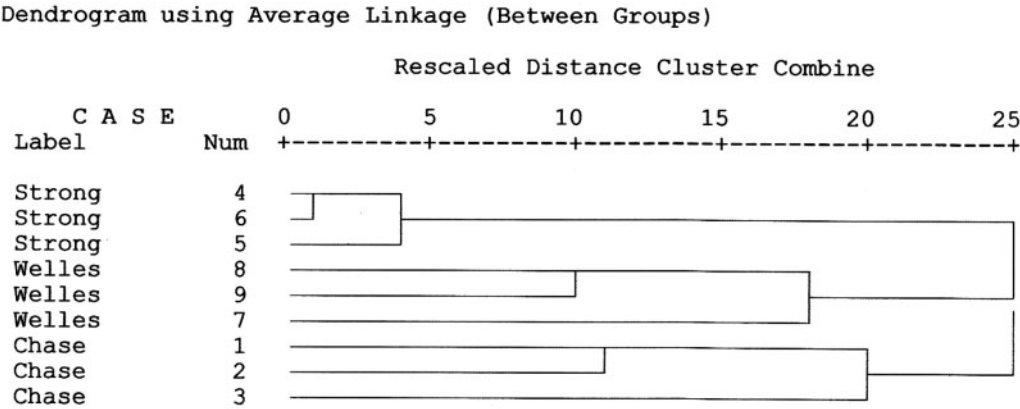 Dendrogram using Average Linkage (Between Groups)
Rescaled Distance Cluster Combine
C A S E 0 5 10 15 20 25
Label Num +---------+---------+---------+---------+---------+
Strong 4
Strong 6
Strong 5
Welles 8
Welles 9
Welles 7
Chase 1
Chase 2
Chase 3